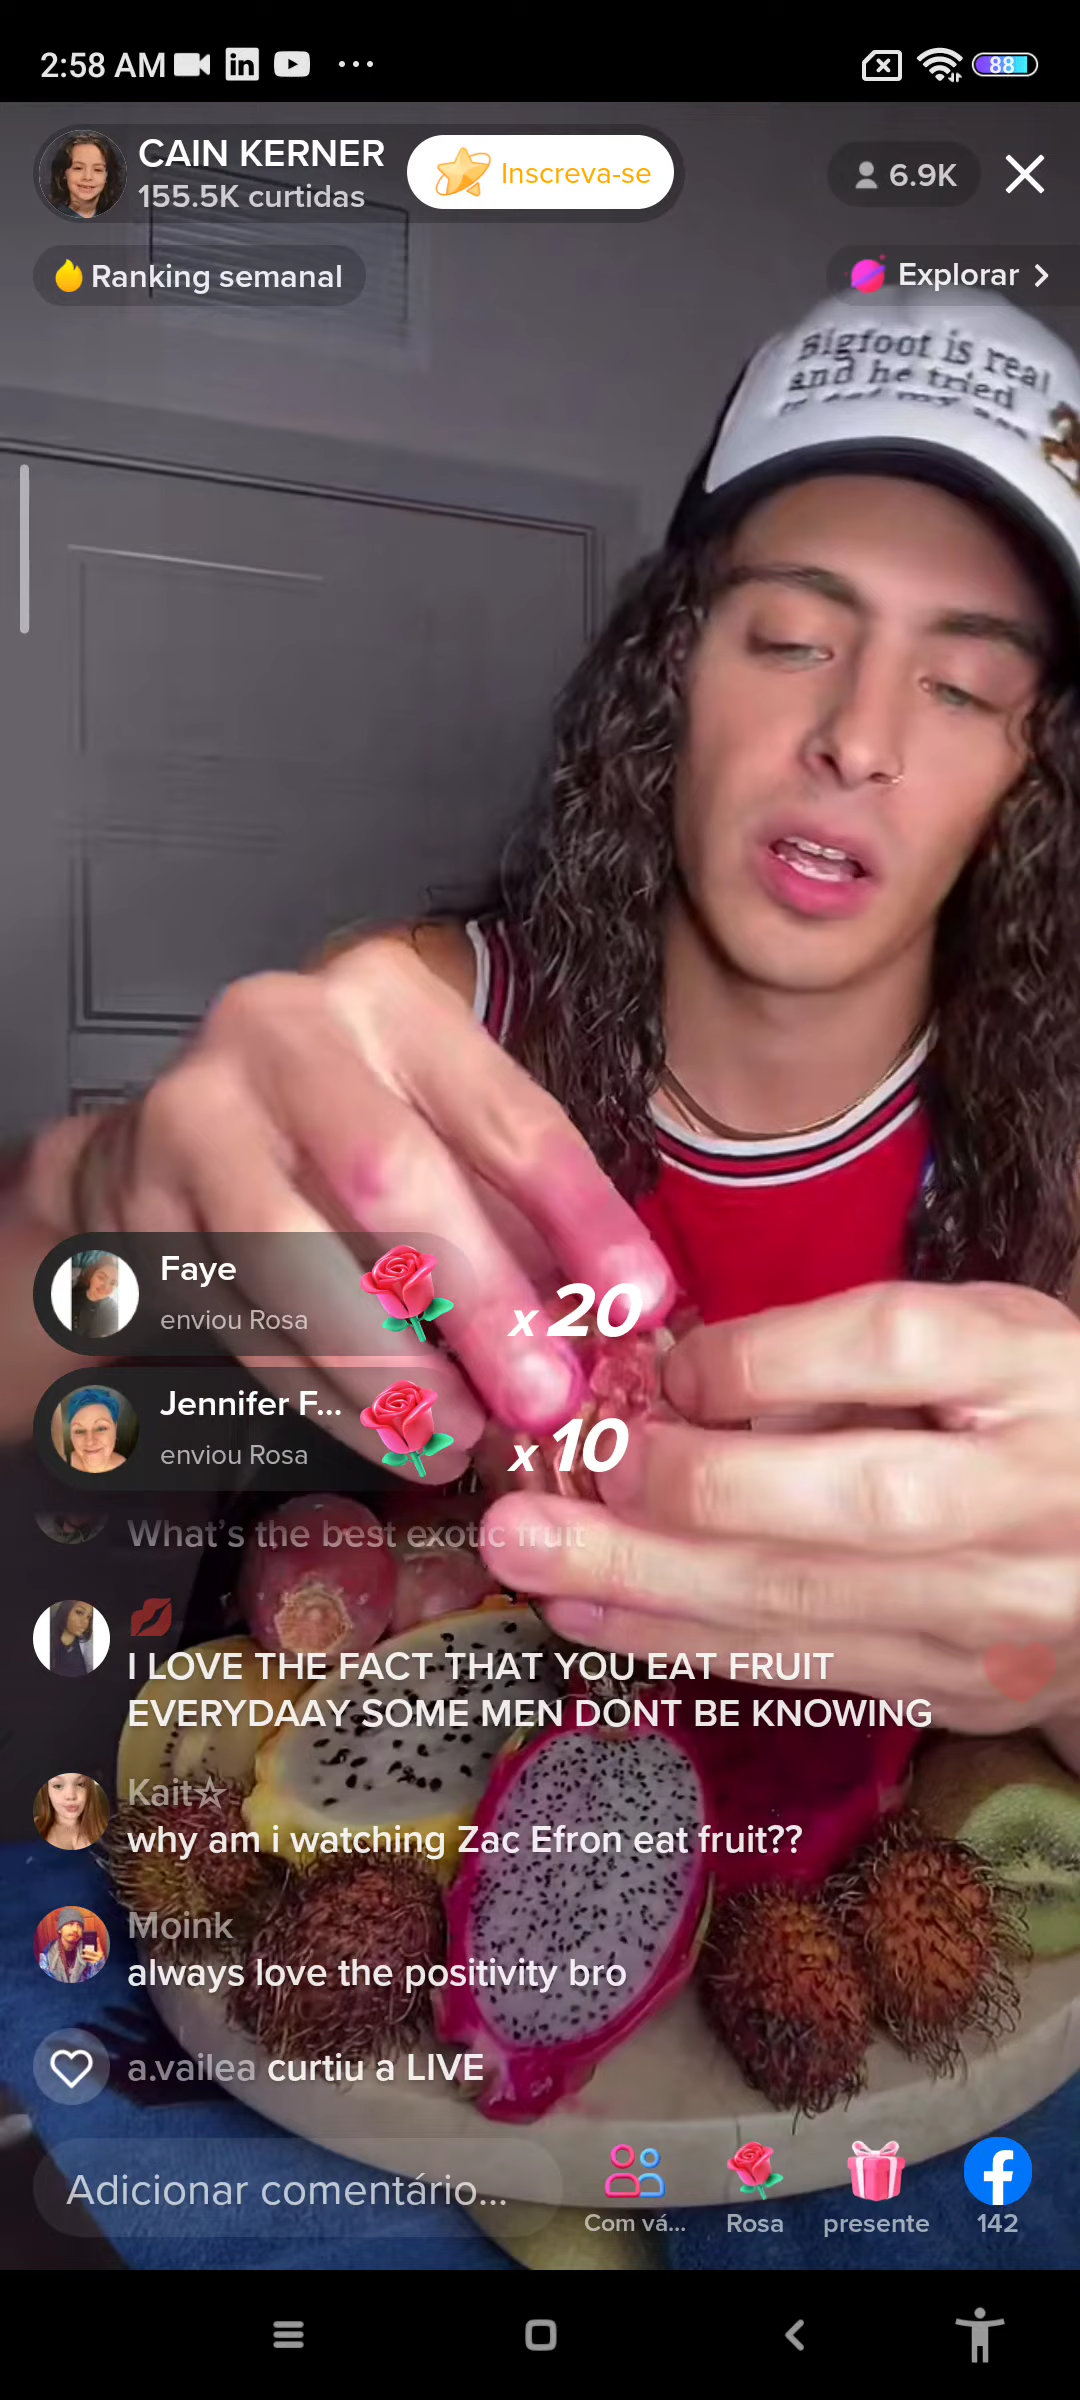 2:58 AM
88
CAIN KERNER
155.5K curtidas
Inscreva-se
6.9K
Ranking semanal
Explorar
Bigfoot is real
and he tried
Faye
enviou Rosa
x 20
Jennifer F...
enviou Rosa
x 10
What's the best exotic fruit
I LOVE THE FACT THAT YOU EAT FRUIT
EVERYDAAY SOME MEN DONT BE KNOWING
Kait☆
why am i watching Zac Efron eat fruit??
Moink
always love the positivity bro
a.vailea curtiu a LIVE
Adicionar comentário...
Com vá...
Rosa
presente
142